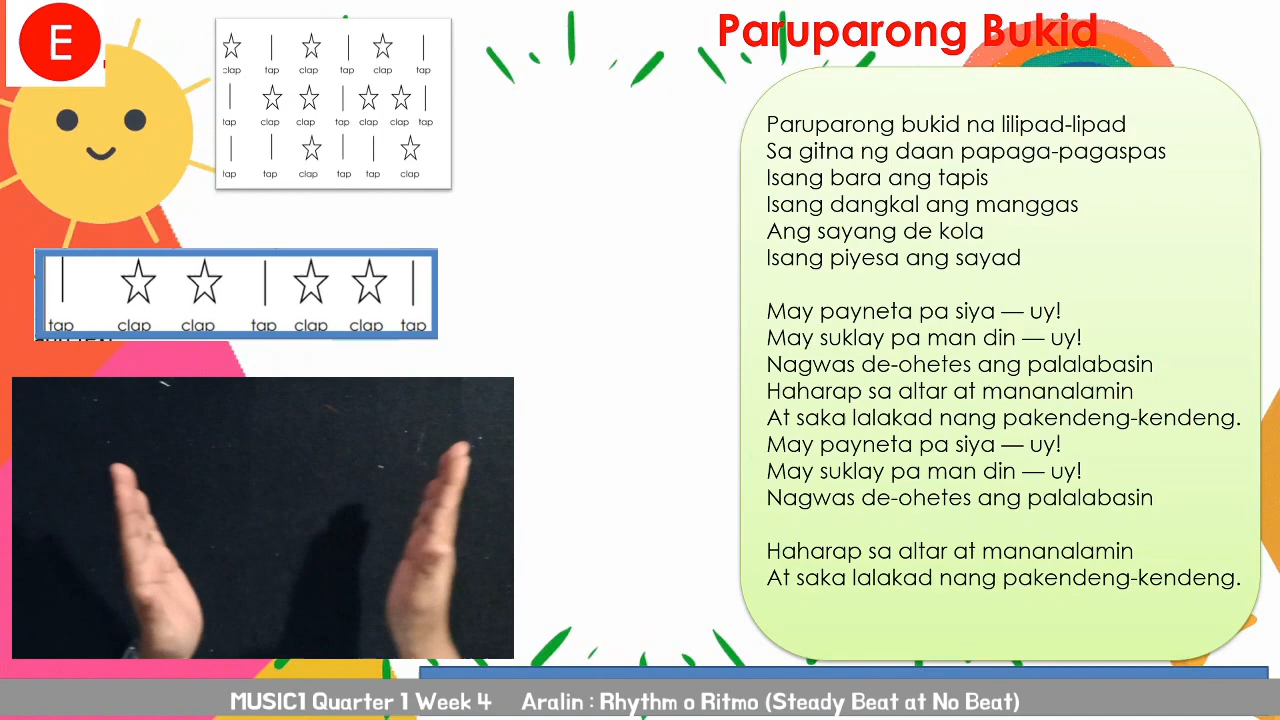 E
Paruparong Bukid
clap tap clap tap clap tap
tap clap clap tap clap clap tap
tap tap clap tap tap clap
tap clap clap tap clap clap tap
Paruparong bukid na lilipad-lipad
Sa gitna ng daan papaga-pagaspas
Isang bara ang tapis
Isang dangkal ang manggas
Ang sayang de kola
Isang piyesa ang sayad
May payneta pa siya — uy!
May suklay pa man din — uy!
Nagwas de-ohetes ang palalabasin
Haharap sa altar at mananalamin
At saka lalakad nang pakendeng-kendeng.
May payneta pa siya — uy!
May suklay pa man din — uy!
Nagwas de-ohetes ang palalabasin
Haharap sa altar at mananalamin
At saka lalakad nang pakendeng-kendeng.
MUSIC1 Quarter 1 Week 4 Aralin : Rhythm o Ritmo (Steady Beat at No Beat)